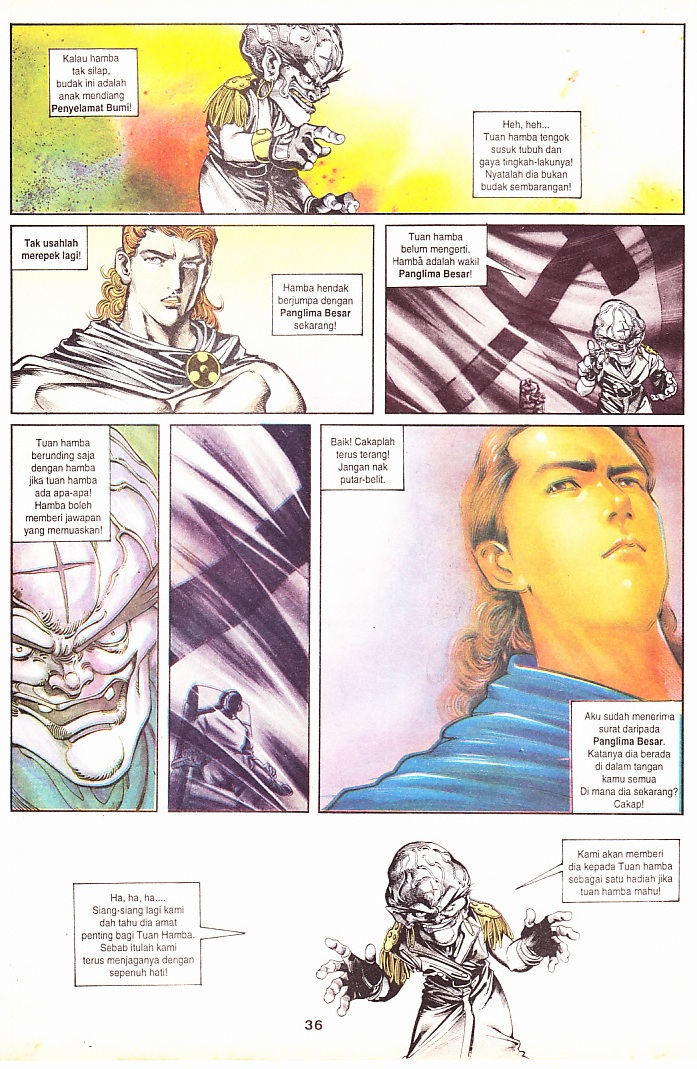 Kalau hamba
tak silap,
budak ini adalah
anak mendiang
Penyelamat Bumi!
Heh, heh...
Tuan hamba tengok
susuk tubuh dan
gaya tingkah-lakunya!
Nyatalah dia bukan
budak sembarangan!
Tak usahlah
merepek lagi!
Hamba hendak
berjumpa dengan
Panglima Besar
sekarang!
Tuan hamba
belum mengerti.
Hamba adalah wakil
Panglima Besar!
Tuan hamba
berunding saja
dengan hamba
jika tuan hamba
ada apa-apa!
Hamba boleh
memberi jawapan
yang memuaskan!
Baik! Cakaplah
terus terang!
Jangan nak
putar-belit.
Aku sudah menerima
surat daripada
Panglima Besar.
Katanya dia berada
di dalam tangan
kamu semua
Di mana dia sekarang?
Cakap!
Kami akan memberi
dia kepada Tuan hamba
sebagai satu hadiah jika
tuan hamba mahu!
Ha, ha, ha....
Siang-siang lagi kami
dah tahu dia amat
penting bagi Tuan Hamba.
Sebab itulah kami
terus menjaganya dengan
sepenuh hati!
36